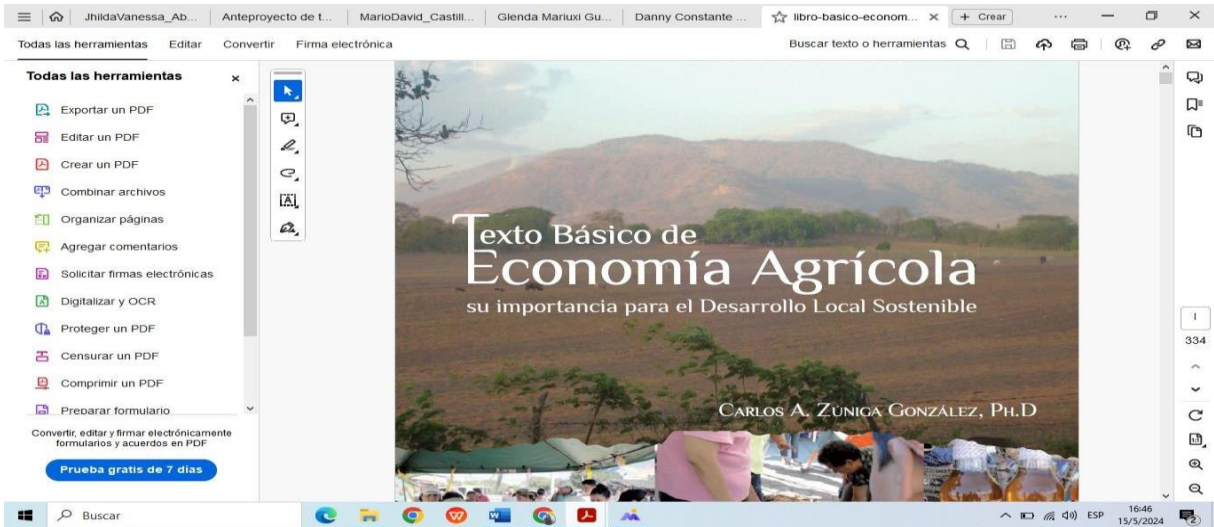 JhildaVanessa_Ab...
Anteproyecto de t...
MarioDavid_Castill...
Glenda Mariuxi Gu...
Danny Constante ...
libro-basico-econom...
+ Crear
Todas las herramientas
Editar
Convertir
Firma electrónica
Buscar texto o herramientas
Todas las herramientas
Exportar un PDF
Editar un PDF
Crear un PDF
Combinar archivos
Organizar páginas
Agregar comentarios
Solicitar firmas electrónicas
Digitalizar y OCR
Proteger un PDF
Censurar un PDF
Comprimir un PDF
Preparar formulario
Convertir, editar y firmar electrónicamente
formularios y acuerdos en PDF
Prueba gratis de 7 días
Texto Básico de
Economía Agrícola
su importancia para el Desarrollo Local Sostenible
Carlos A. Zúniga González, Ph.D
I
334
Buscar
ESP
16:46
15/5/2024